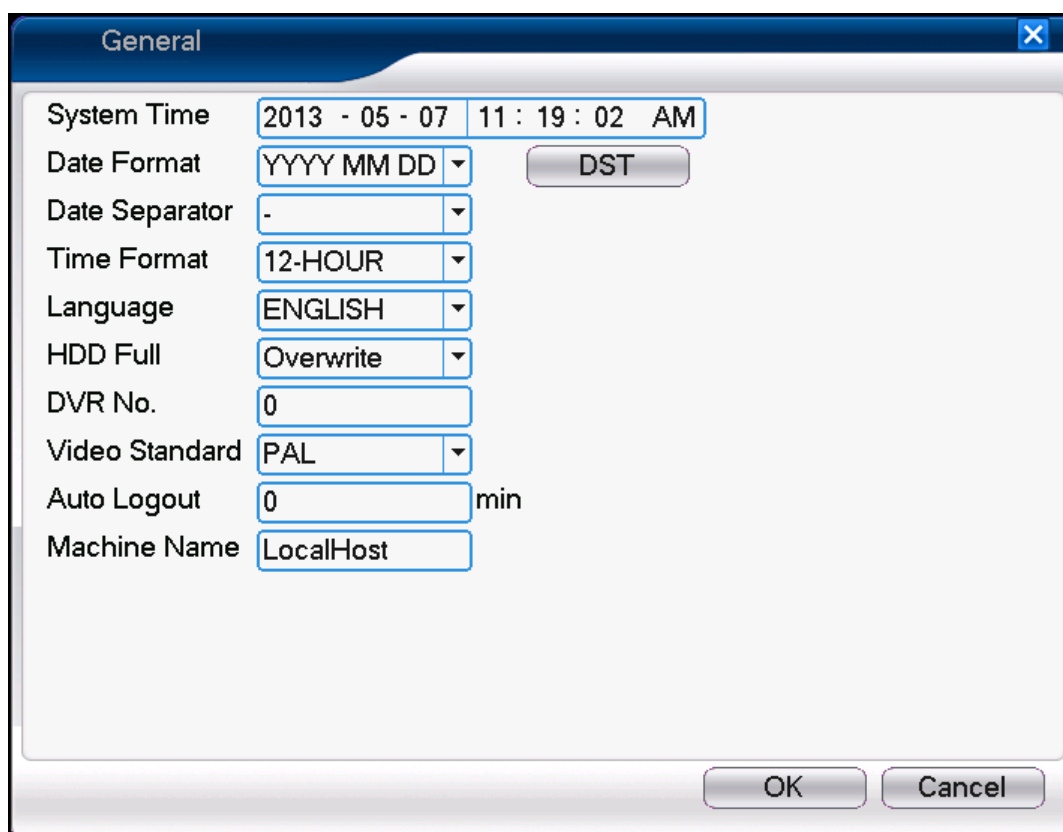 General
System Time 2013 - 05 - 07 11 : 19 : 02 AM
Date Format YYYY MM DD DST
Date Separator -
Time Format 12-HOUR
Language ENGLISH
HDD Full Overwrite
DVR No. 0
Video Standard PAL
Auto Logout 0 min
Machine Name LocalHost
OK Cancel